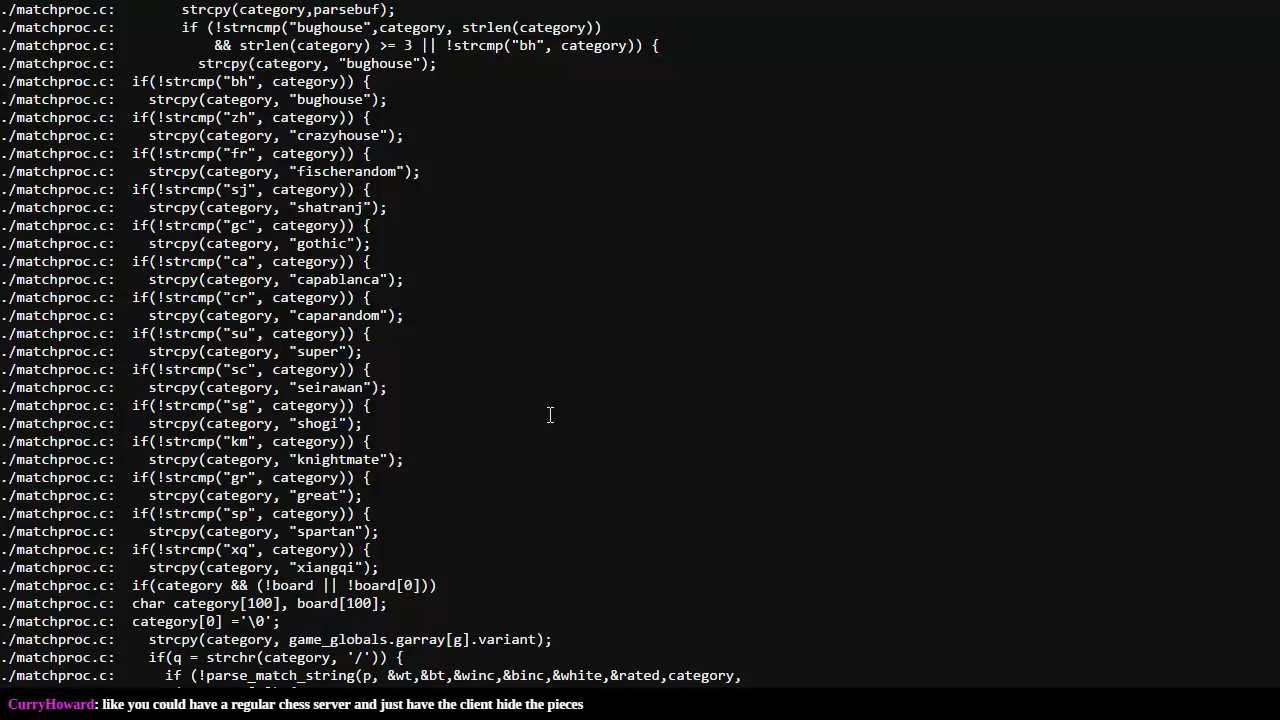 ./matchproc.c:        strcpy(category,parsebuf);
./matchproc.c:        if (!strncmp("bughouse",category, strlen(category))
./matchproc.c:            && strlen(category) >= 3 || !strcmp("bh", category)) {
./matchproc.c:          strcpy(category, "bughouse");
./matchproc.c:  if(!strcmp("bh", category)) {
./matchproc.c:    strcpy(category, "bughouse");
./matchproc.c:  if(!strcmp("zh", category)) {
./matchproc.c:    strcpy(category, "crazyhouse");
./matchproc.c:  if(!strcmp("fr", category)) {
./matchproc.c:    strcpy(category, "fischerandom");
./matchproc.c:  if(!strcmp("sj", category)) {
./matchproc.c:    strcpy(category, "shatranj");
./matchproc.c:  if(!strcmp("gc", category)) {
./matchproc.c:    strcpy(category, "gothic");
./matchproc.c:  if(!strcmp("ca", category)) {
./matchproc.c:    strcpy(category, "capablanca");
./matchproc.c:  if(!strcmp("cr", category)) {
./matchproc.c:    strcpy(category, "caparandom");
./matchproc.c:  if(!strcmp("su", category)) {
./matchproc.c:    strcpy(category, "super");
./matchproc.c:  if(!strcmp("sc", category)) {
./matchproc.c:    strcpy(category, "seirawan");
./matchproc.c:  if(!strcmp("sg", category)) {
./matchproc.c:    strcpy(category, "shogi");
./matchproc.c:  if(!strcmp("km", category)) {
./matchproc.c:    strcpy(category, "knightmate");
./matchproc.c:  if(!strcmp("gr", category)) {
./matchproc.c:    strcpy(category, "great");
./matchproc.c:  if(!strcmp("sp", category)) {
./matchproc.c:    strcpy(category, "spartan");
./matchproc.c:  if(!strcmp("xq", category)) {
./matchproc.c:    strcpy(category, "xiangqi");
./matchproc.c:  if(category && (!board || !board[0]))
./matchproc.c:  char category[100], board[100];
./matchproc.c:  category[0] ='\0';
./matchproc.c:    strcpy(category, game_globals.garray[g].variant);
./matchproc.c:    if(q = strchr(category, '/')) {
./matchproc.c:      if (!parse_match_string(p, &wt,&bt,&winc,&binc,&white,&rated,category,
CurryHoward: like you could have a regular chess server and just have the client hide the pieces